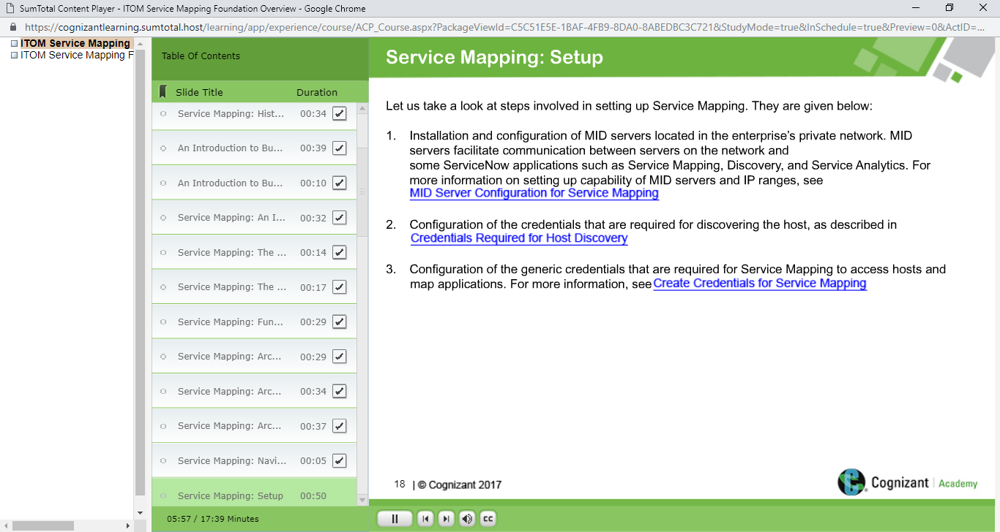 SumTotal Content Player - ITOM Service Mapping Foundation Overview - Google Chrome
https://cognizantlearning.sumtotal.host/learning/app/experience/course/ACP_Course.aspx?PackageViewId=C5C51E5E-1BAF-4FB9-8DA0-8ABEDBC3C721&StudyMode=true&InSchedule=true&Preview=0&ActID=...
ITOM Service Mapping
ITOM Service Mapping F
Table Of Contents
Slide Title Duration
Service Mapping: Hist... 00:34
An Introduction to Bu... 00:39
An Introduction to Bu... 00:10
Service Mapping: An I... 00:32
Service Mapping: The ... 00:14
Service Mapping: The ... 00:17
Service Mapping: Fun... 00:29
Service Mapping: Arc... 00:29
Service Mapping: Arc... 00:34
Service Mapping: Arc... 00:37
Service Mapping: Navi... 00:05
Service Mapping: Setup 00:50
05:57 / 17:39 Minutes
Service Mapping: Setup
Let us take a look at steps involved in setting up Service Mapping. They are given below:
1. Installation and configuration of MID servers located in the enterprise's private network. MID
servers facilitate communication between servers on the network and
some ServiceNow applications such as Service Mapping, Discovery, and Service Analytics. For
more information on setting up capability of MID servers and IP ranges, see
MID Server Configuration for Service Mapping
2. Configuration of the credentials that are required for discovering the host, as described in
Credentials Required for Host Discovery
3. Configuration of the generic credentials that are required for Service Mapping to access hosts and
map applications. For more information, see Create Credentials for Service Mapping
18 | © Cognizant 2017
Cognizant | Academy
CC